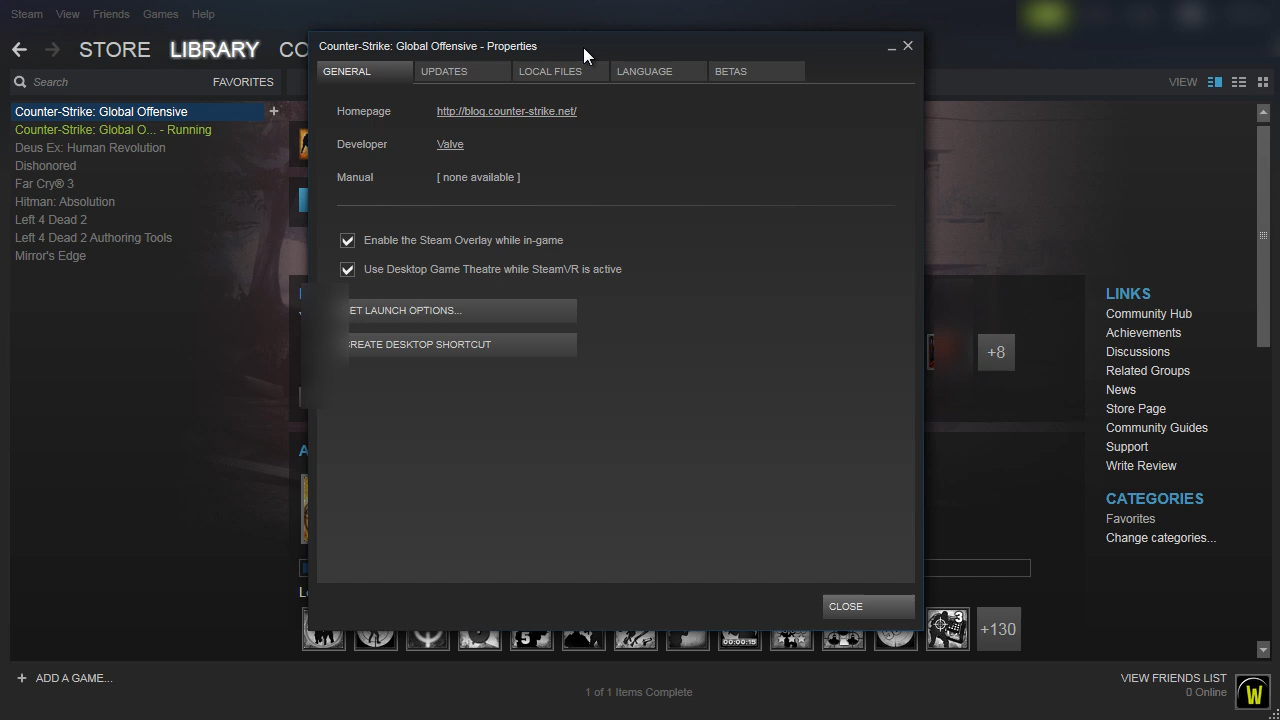 Steam View Friends Games Help
STORE LIBRARY CO
Counter-Strike: Global Offensive - Properties
GENERAL UPDATES LOCAL FILES LANGUAGE BETAS
Search FAVORITES
VIEW
Counter-Strike: Global Offensive +
Counter-Strike: Global O... - Running
Deus Ex: Human Revolution
Dishonored
Far Cry® 3
Hitman: Absolution
Left 4 Dead 2
Left 4 Dead 2 Authoring Tools
Mirror's Edge
Homepage http://blog.counter-strike.net/
Developer Valve
Manual [ none available ]
Enable the Steam Overlay while in-game
Use Desktop Game Theatre while SteamVR is active
ET LAUNCH OPTIONS...
REATE DESKTOP SHORTCUT
CLOSE
+8
LINKS
Community Hub
Achievements
Discussions
Related Groups
News
Store Page
Community Guides
Support
Write Review
CATEGORIES
Favorites
Change categories...
5
00:00:15
3
+130
+ ADD A GAME...
1 of 1 Items Complete
VIEW FRIENDS LIST
0 Online
W